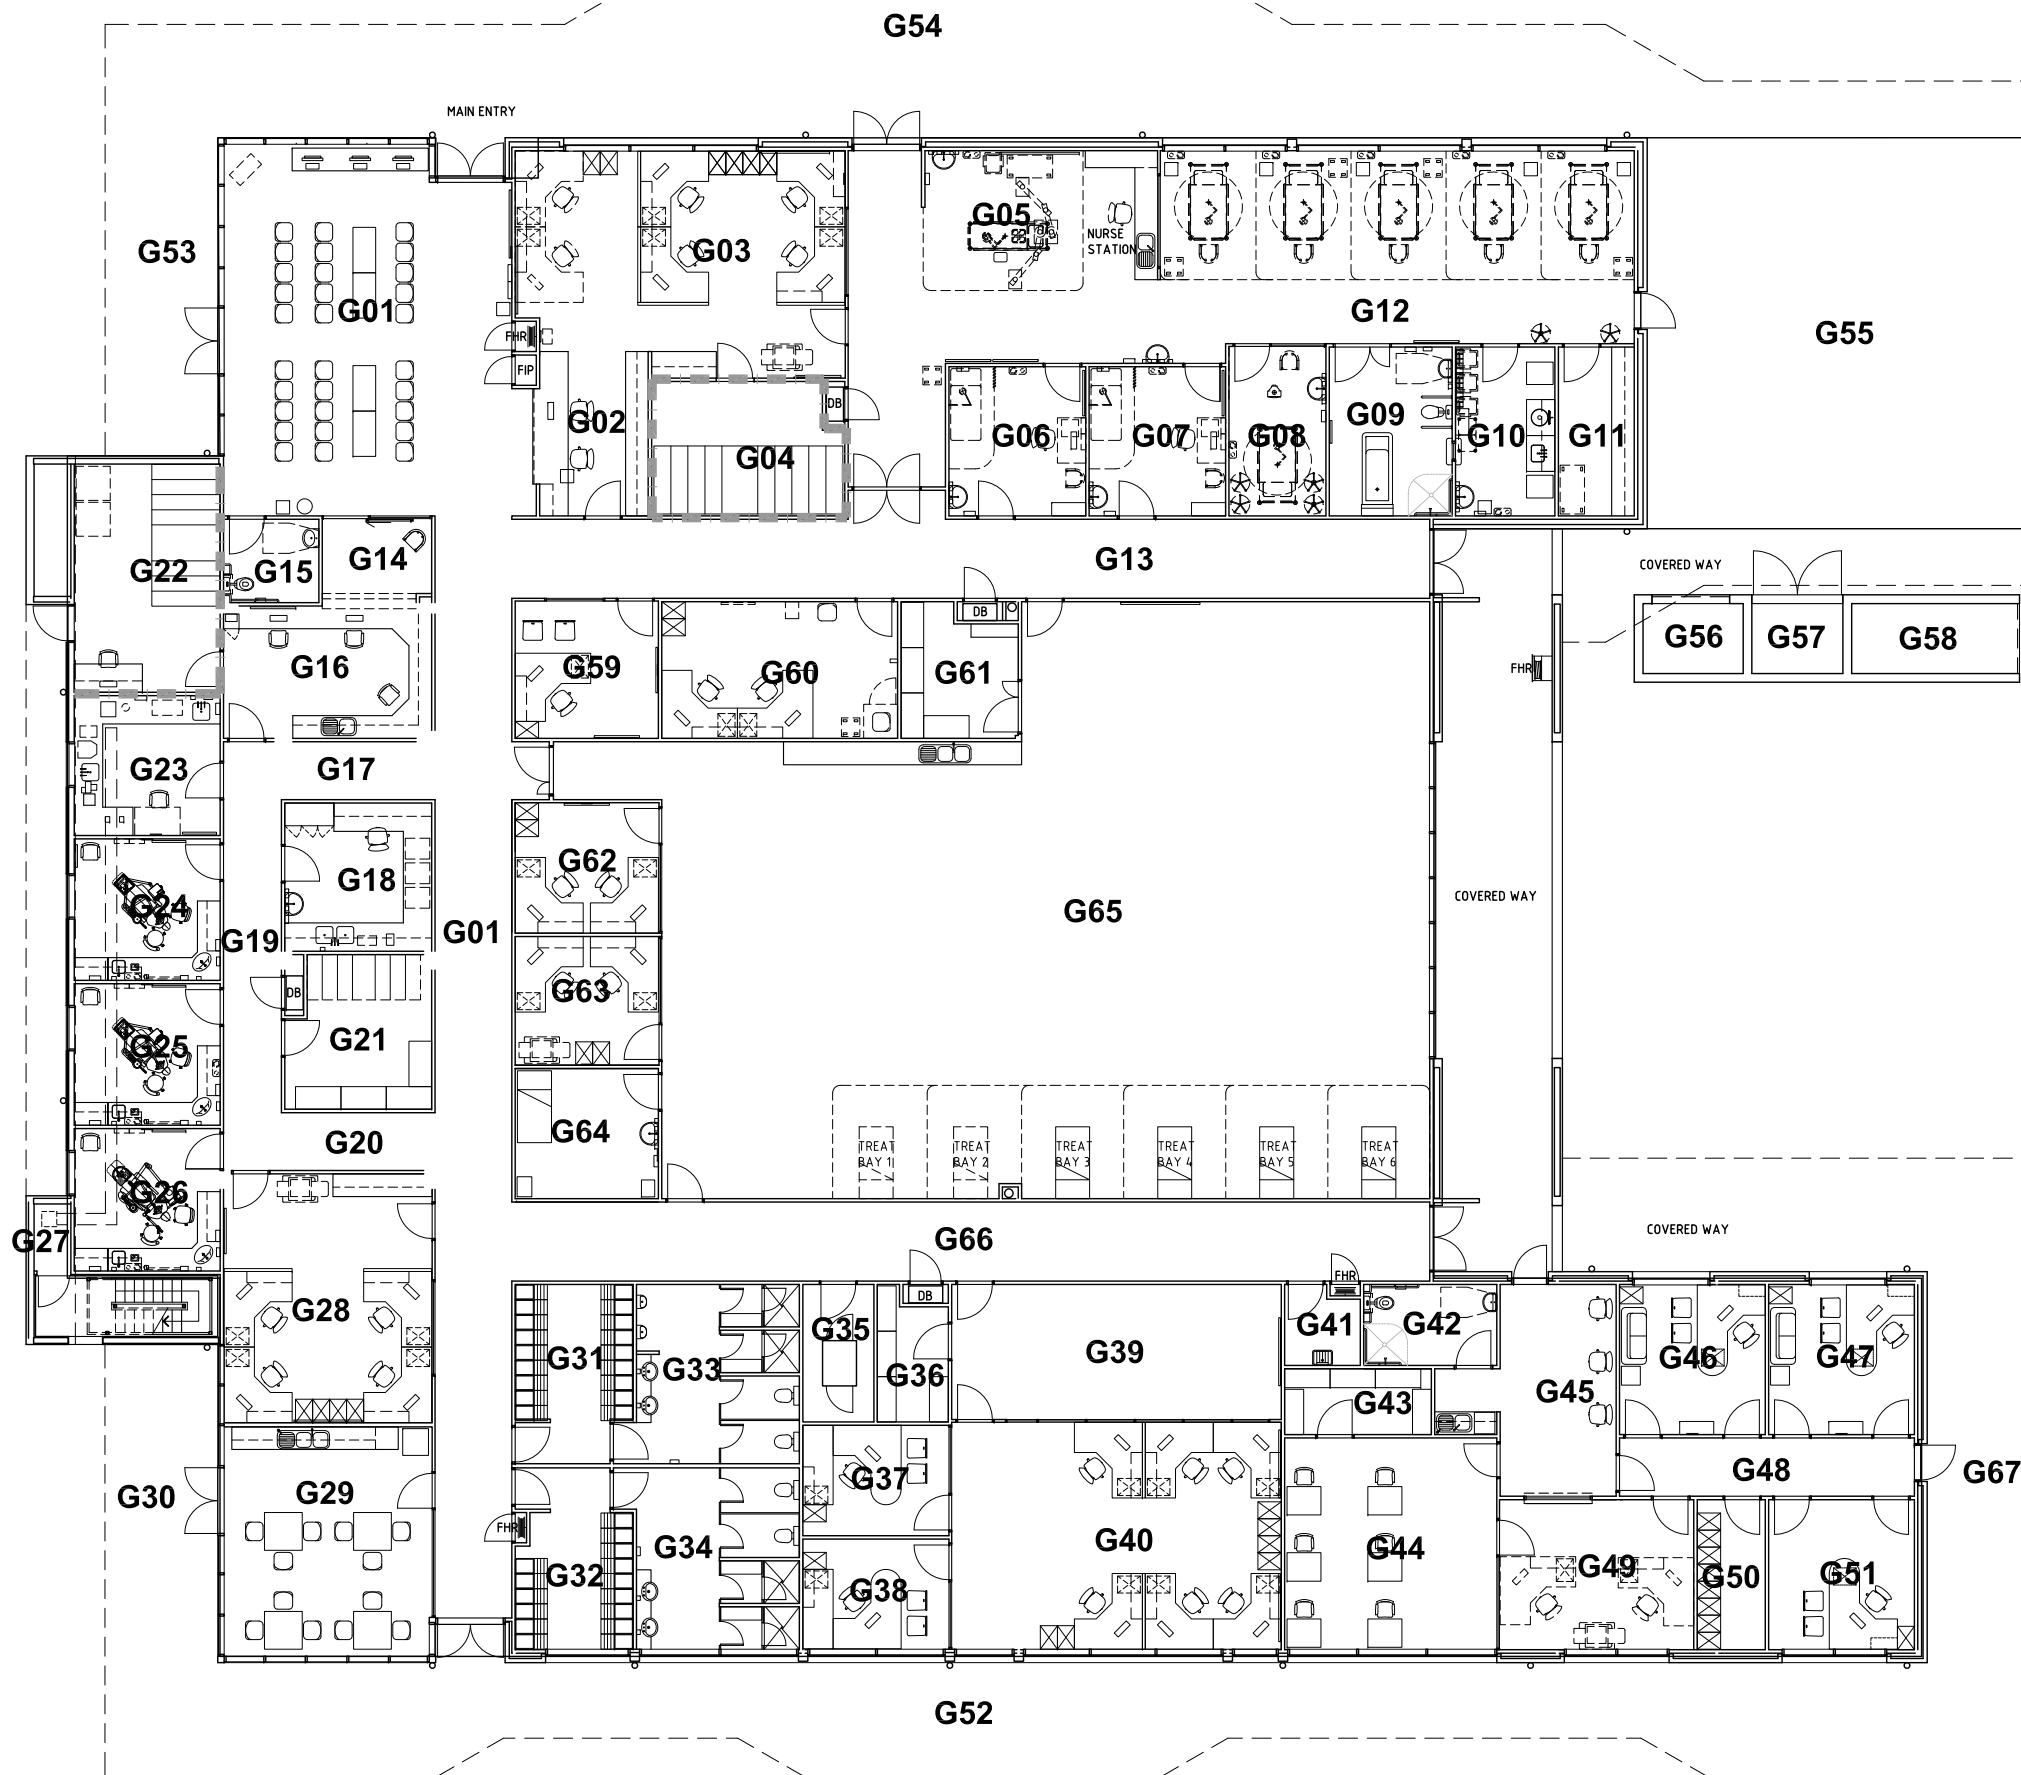 G54
MAIN ENTRY
G53
G01
G03
G05
NURSE
STATION
G12
G55
FHR
FIP
G02
G04
DB
G06
G07
G08
G09
G10
G11
G22
G15
G14
G13
COVERED WAY
G16
G59
G60
DB
G61
FHR
G56
G57
G58
G23
G17
G62
G24
G18
G19
G01
G65
COVERED WAY
G63
DB
G25
G21
G20
G64
TREAT
BAY 1
TREAT
BAY 2
TREAT
BAY 3
TREAT
BAY 4
TREAT
BAY 5
TREAT
BAY 6
G26
G27
G66
COVERED WAY
G28
G31
G33
G35
DB
G36
G39
FHR
G41
G42
G43
G45
G46
G47
G30
G29
FHR
G32
G34
G37
G38
G40
G44
G48
G67
G49
G50
G51
G52